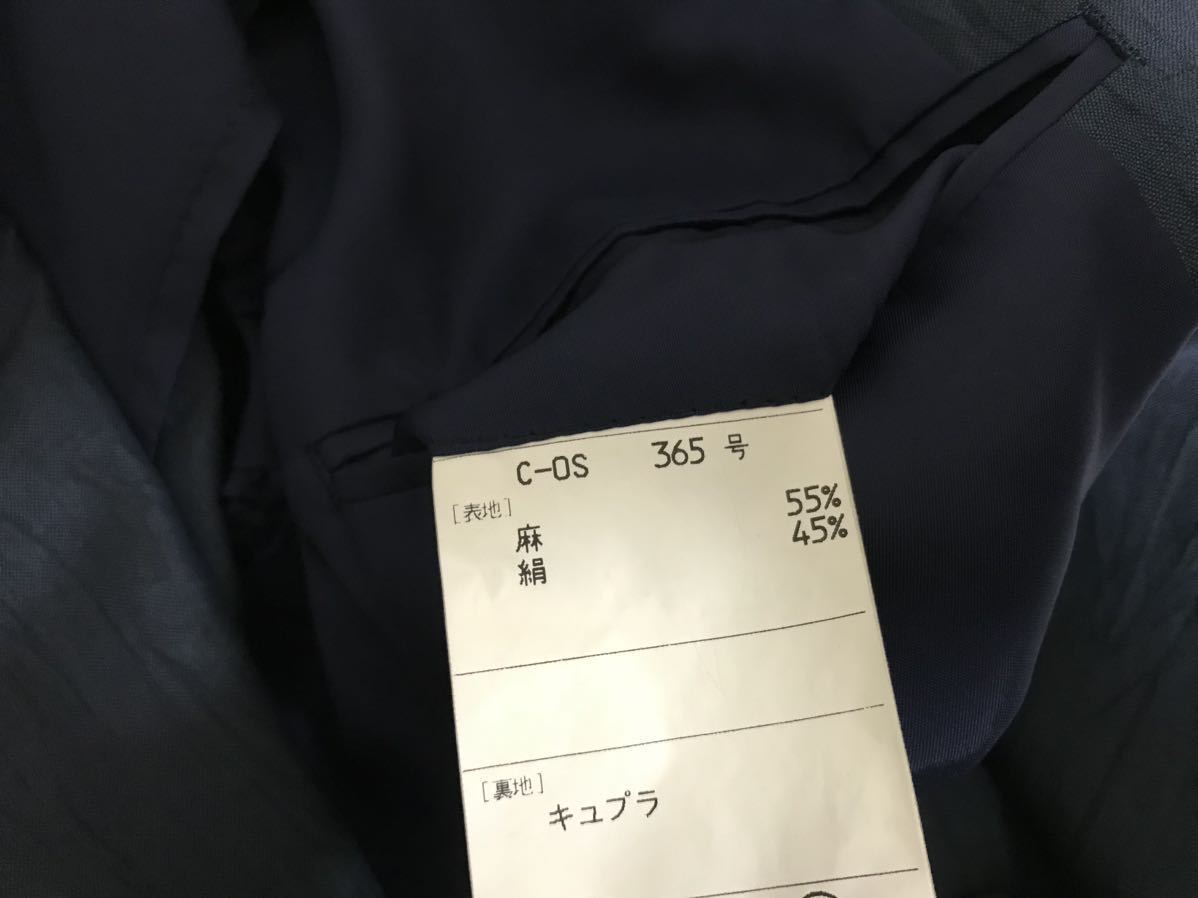 C-OS 365 号
[表地]
麻 55%
絹 45%
[裏地]
キュプラ